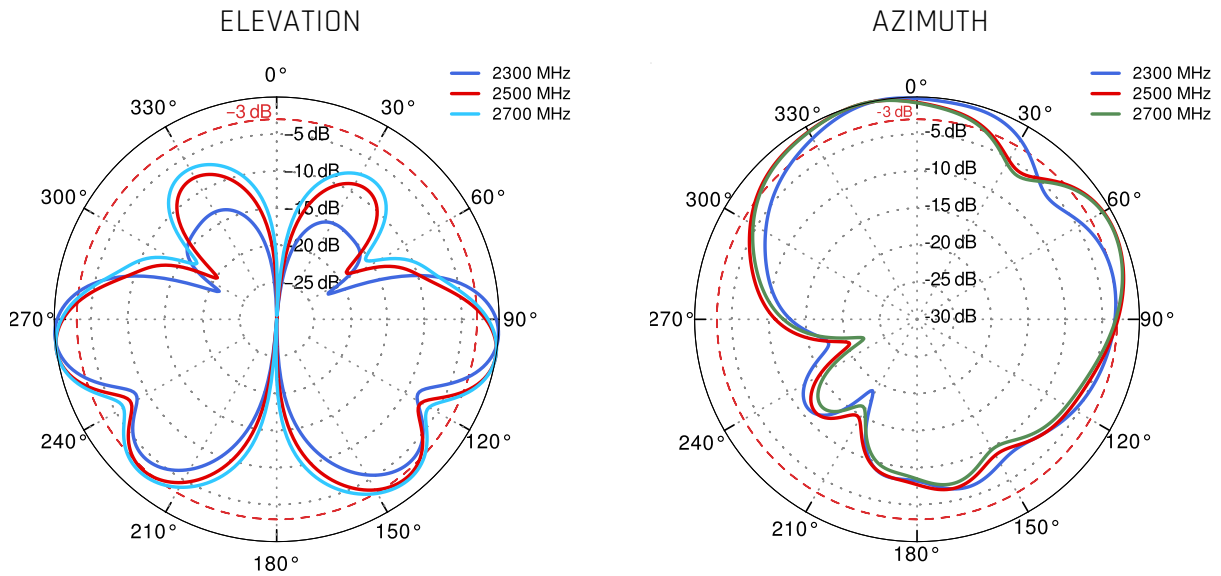 ELEVATION
2300 MHz
2500 MHz
2700 MHz
0°
30°
60°
90°
120°
150°
180°
210°
240°
270°
300°
330°
–3 dB
–5 dB
–10 dB
–15 dB
–20 dB
–25 dB
AZIMUTH
2300 MHz
2500 MHz
2700 MHz
0°
30°
60°
90°
120°
150°
180°
210°
240°
270°
300°
330°
-3 dB
-5 dB
-10 dB
-15 dB
-20 dB
-25 dB
-30 dB